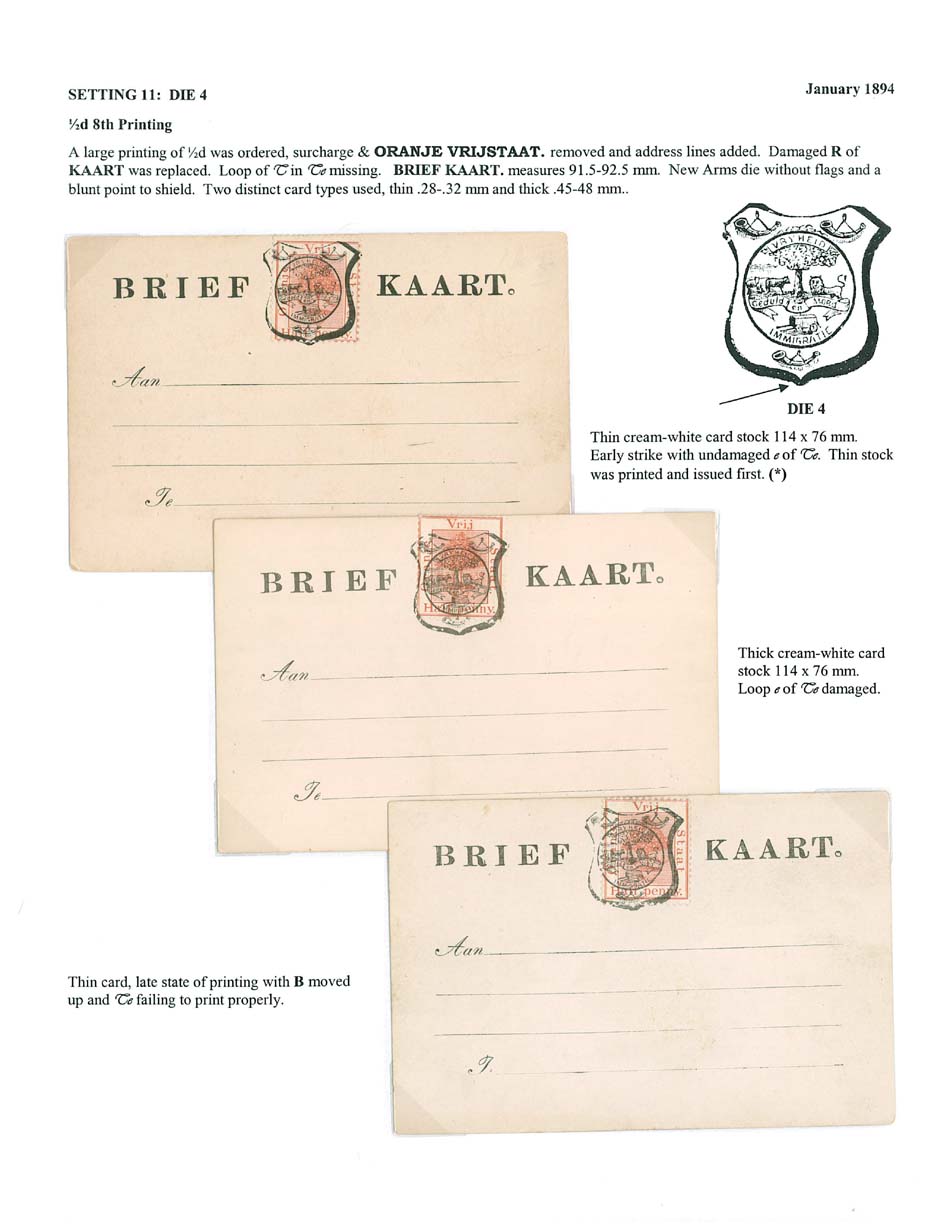 SETTING 11: DIE 4
January 1894
½d 8th Printing
A large printing of ½d was ordered, surcharge & ORANJE VRIJSTAAT. removed and address lines added. Damaged R of
KAART was replaced. Loop of T in Te missing. BRIEF KAART. measures 91.5-92.5 mm. New Arms die without flags and a
blunt point to shield. Two distinct card types used, thin .28-.32 mm and thick .45-48 mm..
VRYHEID
Geduld en Moed
IMMIGRATIE
DIE 4
BRIEF KAART.
Aan
Te
Thin cream-white card stock 114 x 76 mm.
Early strike with undamaged e of Te. Thin stock
was printed and issued first. (*)
Vrij
Half penny.
BRIEF KAART.
Aan
Te
Thick cream-white card
stock 114 x 76 mm.
Loop e of Te damaged.
Vrij
Staat
Half penny.
BRIEF KAART.
Aan
T.
Thin card, late state of printing with B moved
up and Te failing to print properly.